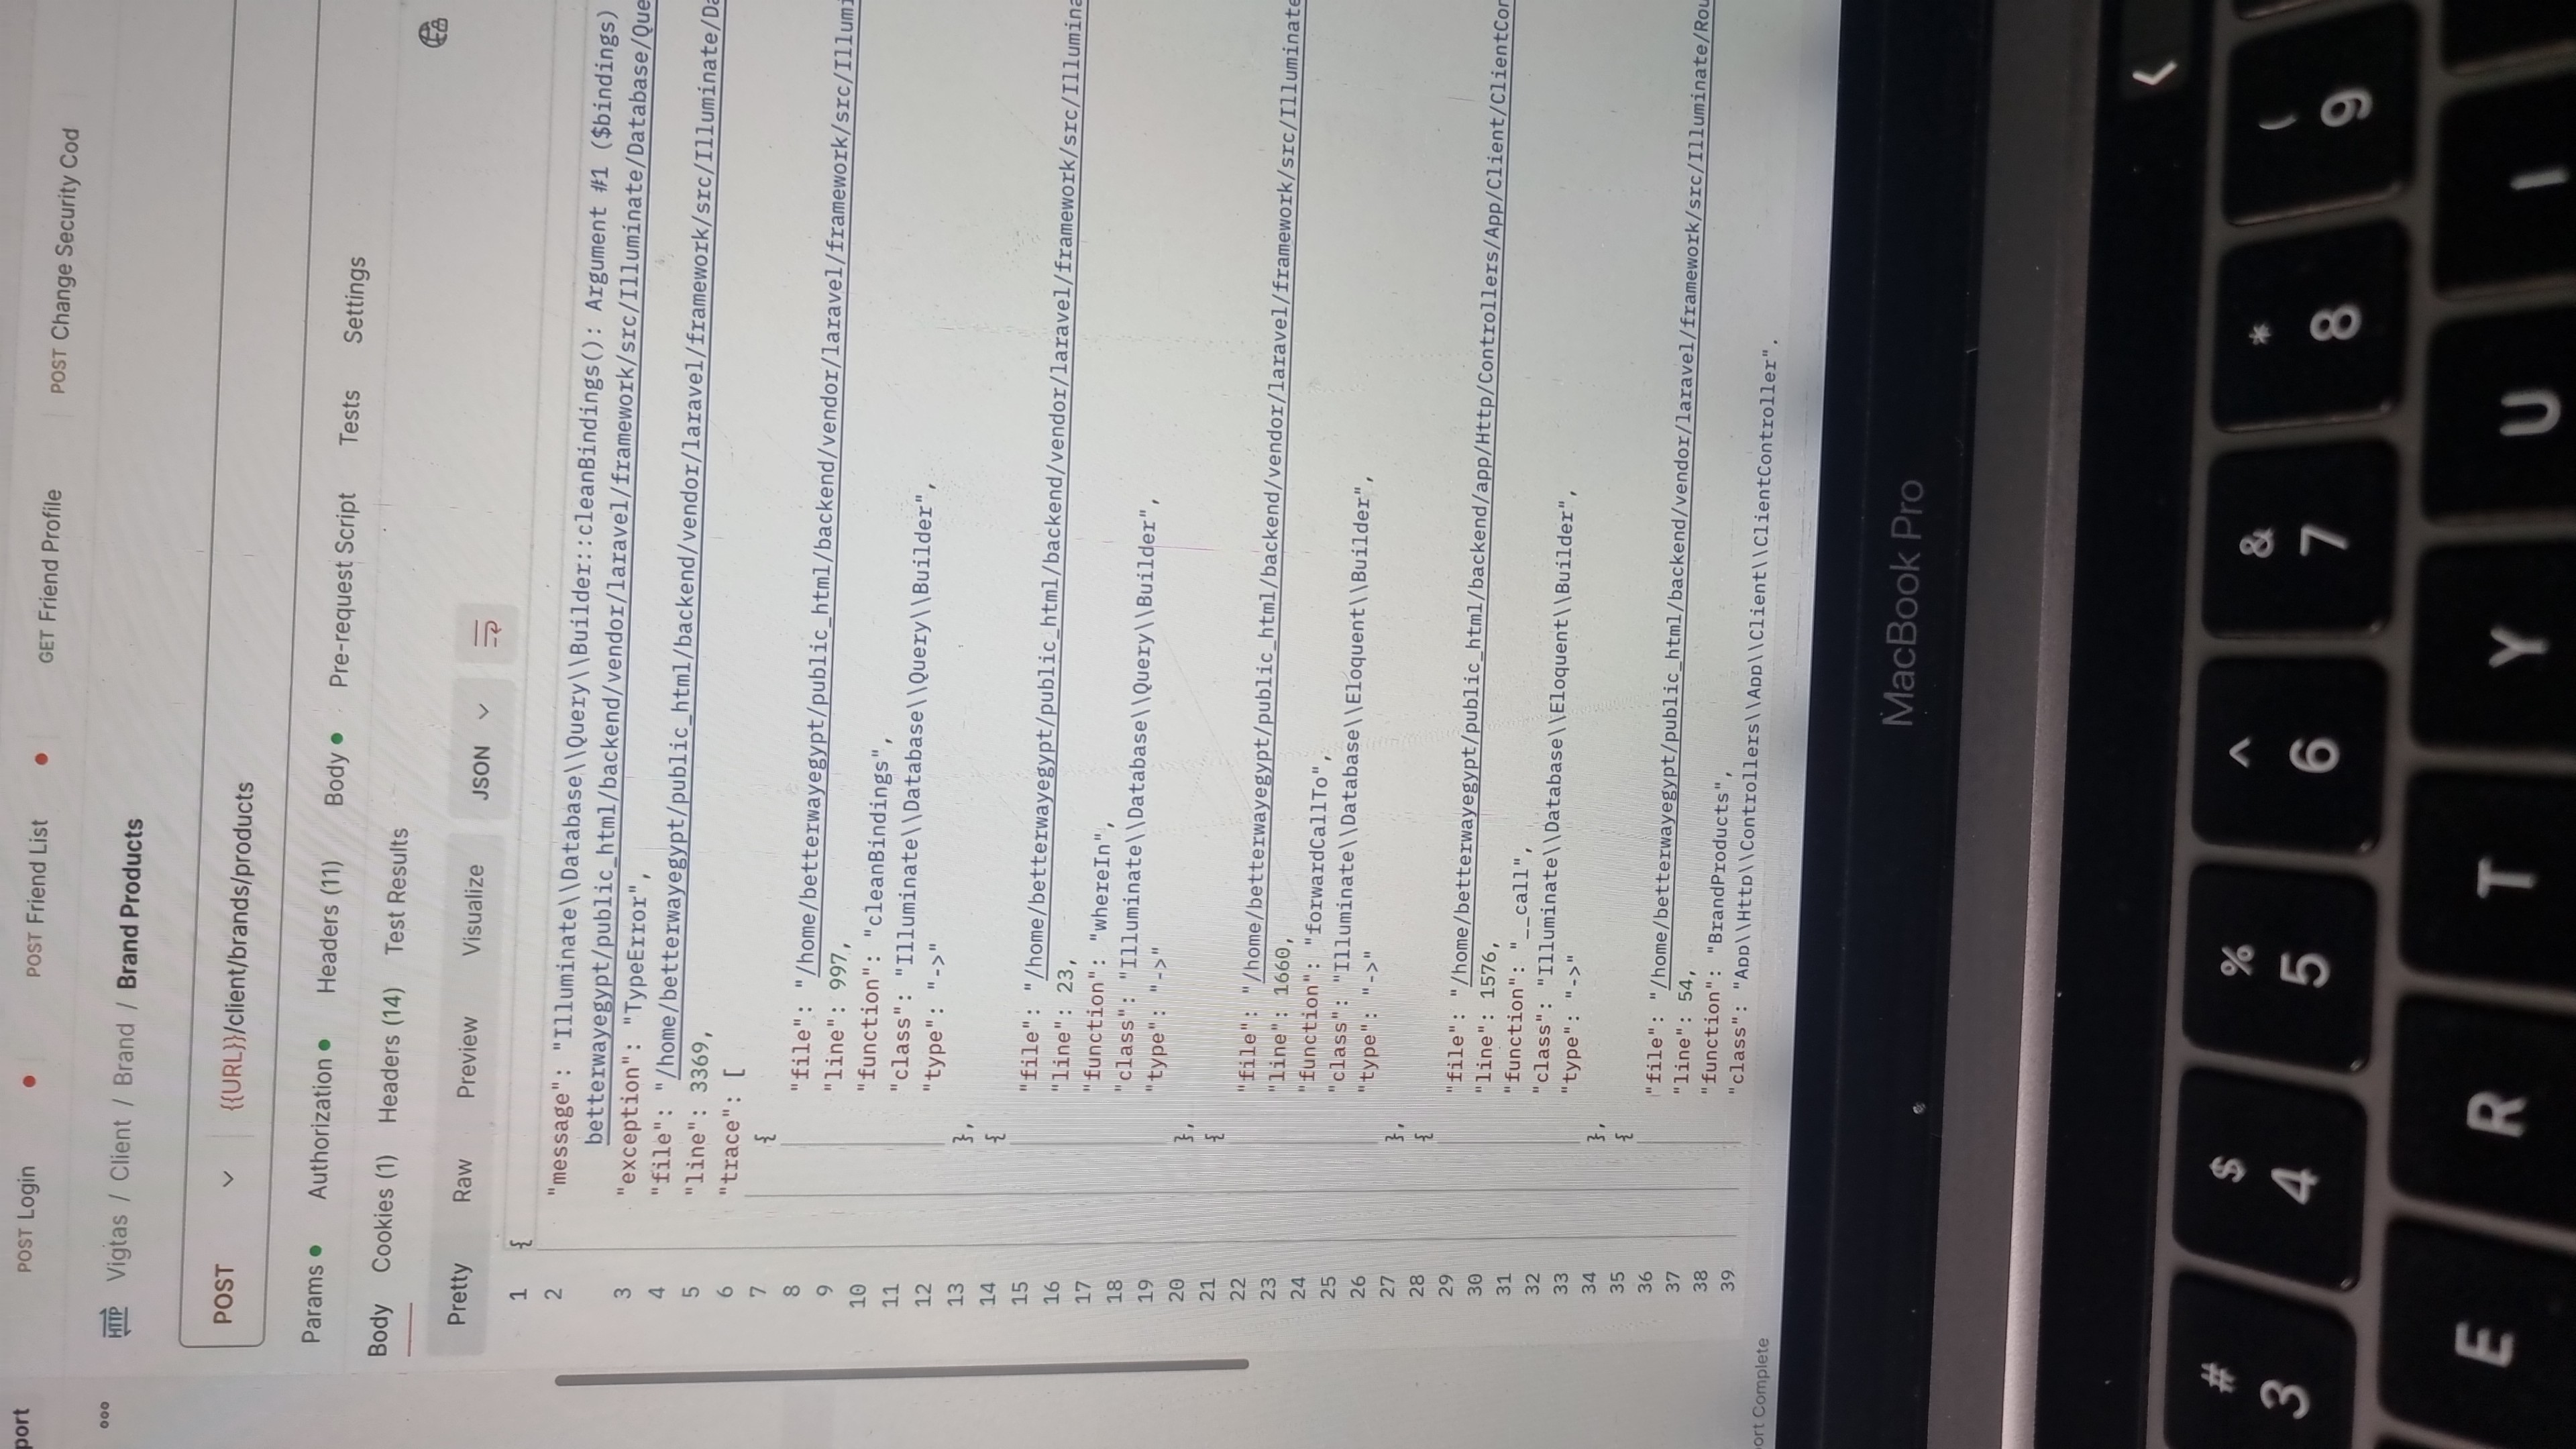 port
POST Login
POST Friend List
GET Friend Profile
POST Change Security Cod
HTTP Vigtas / Client / Brand / Brand Products
POST {{URL}}/client/brands/products
Params Authorization Headers (11) Body Pre-request Script Tests Settings
Body Cookies (1) Headers (14) Test Results
Pretty Raw Preview Visualize JSON
1 {
2 "message": "Illuminate\\Database\\Query\\Builder::cleanBindings(): Argument #1 ($bindings)
betterwayegypt/public_html/backend/vendor/laravel/framework/src/Illuminate/Database/Que
3 "exception": "TypeError",
4 "file": "/home/betterwayegypt/public_html/backend/vendor/laravel/framework/src/Illuminate/Da
5 "line": 3369,
6 "trace": [
7 {
8 "file": "/home/betterwayegypt/public_html/backend/vendor/laravel/framework/src/Illumi
9 "line": 997,
10 "function": "cleanBindings",
11 "class": "Illuminate\\Database\\Query\\Builder",
12 "type": "->"
13 },
14 {
15 "file": "/home/betterwayegypt/public_html/backend/vendor/laravel/framework/src/Illumina
16 "line": 23,
17 "function": "whereIn",
18 "class": "Illuminate\\Database\\Query\\Builder",
19 "type": "->"
20 },
21 {
22 "file": "/home/betterwayegypt/public_html/backend/vendor/laravel/framework/src/Illuminate
23 "line": 1660,
24 "function": "forwardCallTo",
25 "class": "Illuminate\\Database\\Eloquent\\Builder",
26 "type": "->"
27 },
28 {
29 "file": "/home/betterwayegypt/public_html/backend/app/Http/Controllers/App/Client/ClientCon
30 "line": 1576,
31 "function": "__call",
32 "class": "Illuminate\\Database\\Eloquent\\Builder",
33 "type": "->"
34 },
35 {
36 "file": "/home/betterwayegypt/public_html/backend/vendor/laravel/framework/src/Illuminate/Rou
37 "line": 54,
38 "function": "BrandProducts",
39 "class": "App\\Http\\Controllers\\App\\Client\\ClientController",
ort Complete
MacBook Pro
# $ % ^ & * (
3 4 5 6 7 8 9
E R T Y U I